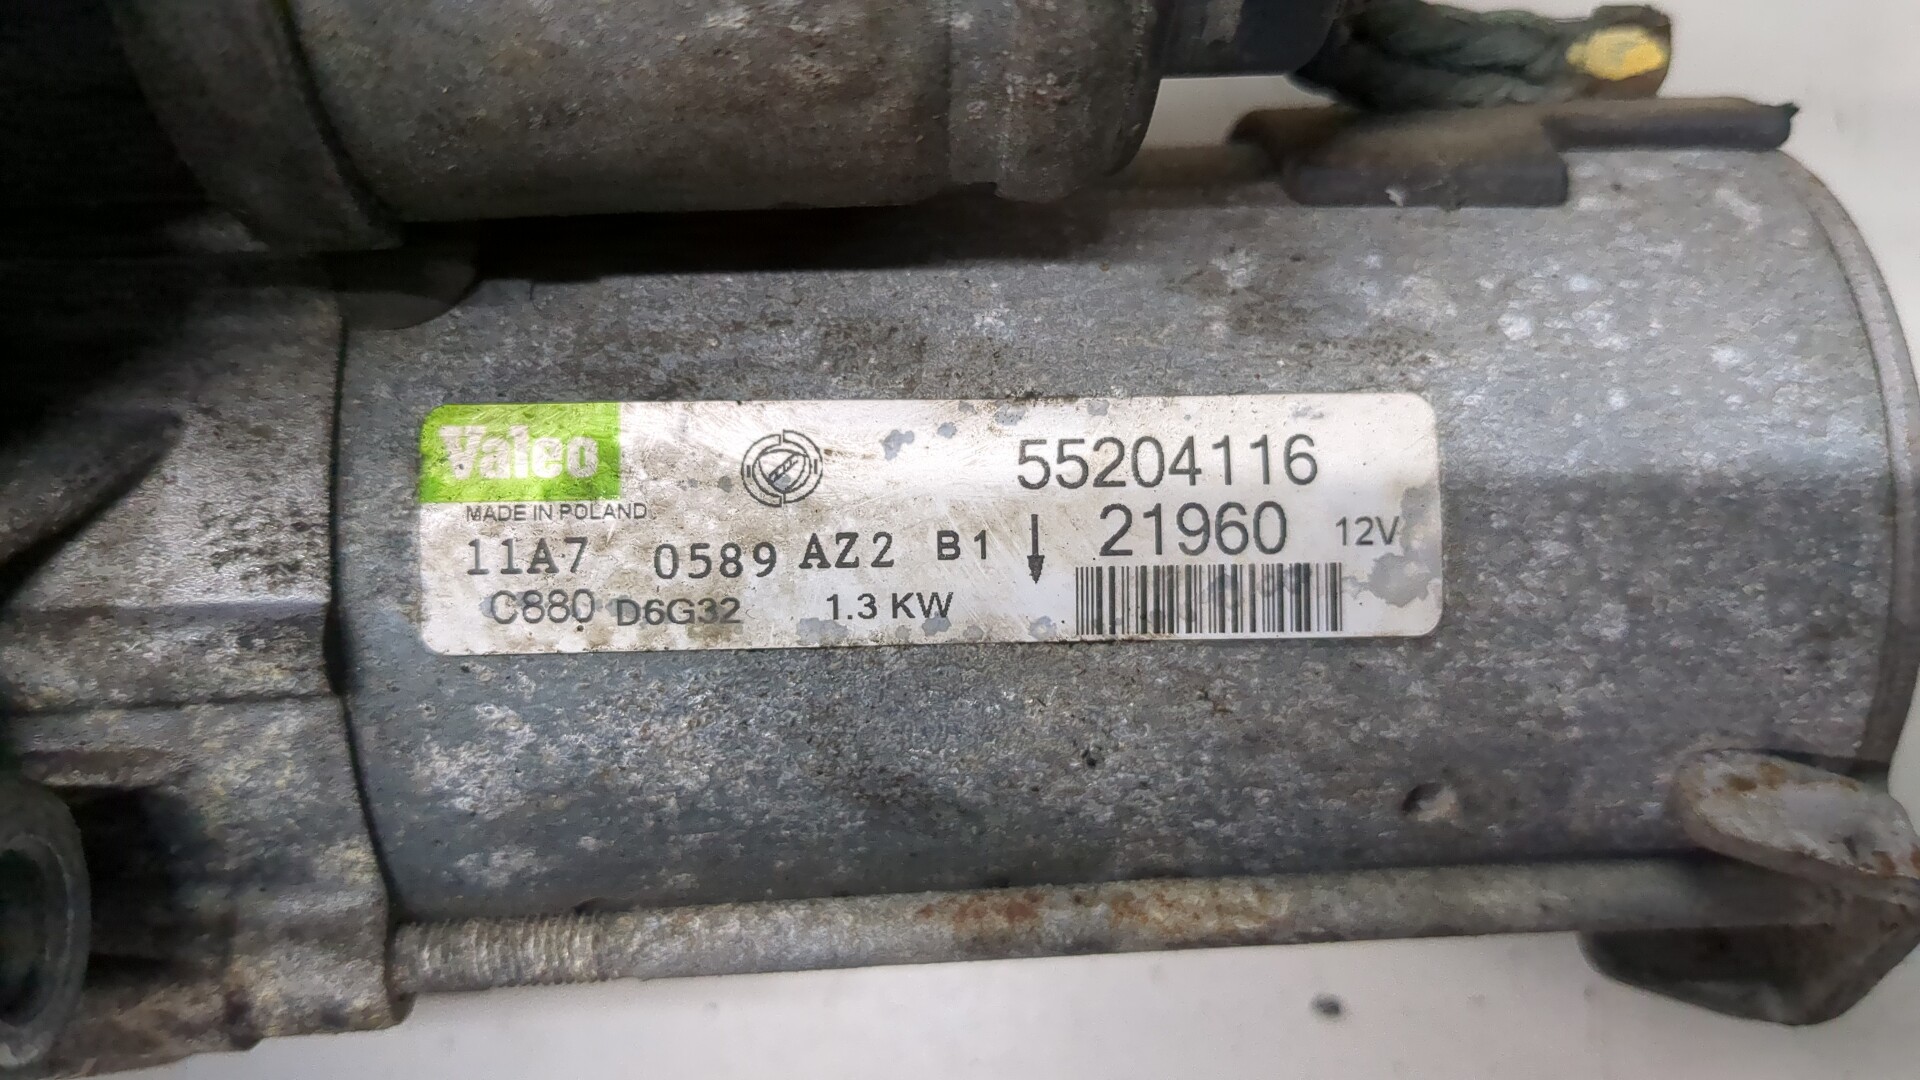 Valeo
MADE IN POLAND
55204116
21960 12V
11A7 0589 AZ2 B1
C880 D6G32 1.3 KW